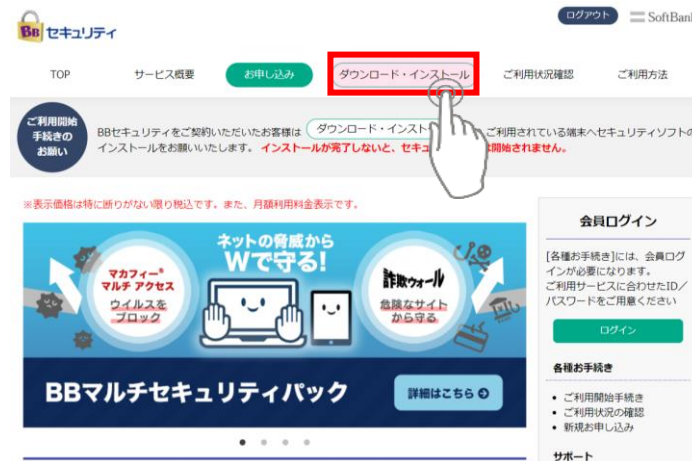 BB セキュリティ
ログアウト
SoftBank
TOP
サービス概要
お申し込み
ダウンロード・インストール
ご利用状況確認
ご利用方法
ご利用開始
手続きの
お願い
BBセキュリティをご契約いただいたお客様は ダウンロード・インスト ご利用されている端末へセキュリティソフトの
インストールをお願いいたします。 インストールが完了しないと、セキュ 開始されません。
※表示価格は特に断りがない限り税込です。また、月額利用料金表示です。
ネットの脅威から
Wで守る!
マカフィー®
マルチ アクセス
ウイルスを
ブロック
詐欺ウォール
危険なサイト
から守る
BBマルチセキュリティパック
詳細はこちら
会員ログイン
[各種お手続き]には、会員ログ
インが必要になります。
ご利用サービスに合わせたID／
パスワードをご用意ください
ログイン
各種お手続き
• ご利用開始手続き
• ご利用状況の確認
• 新規お申し込み
サポート